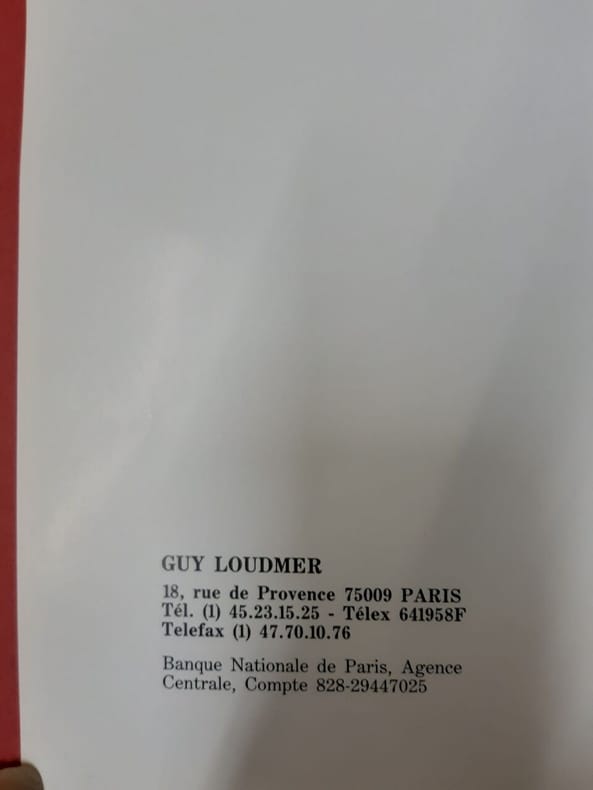 GUY LOUDMER
18, rue de Provence 75009 PARIS
Tél. (1) 45.23.15.25 - Télex 641958F
Telefax (1) 47.70.10.76
Banque Nationale de Paris, Agence
Centrale, Compte 828-29447025